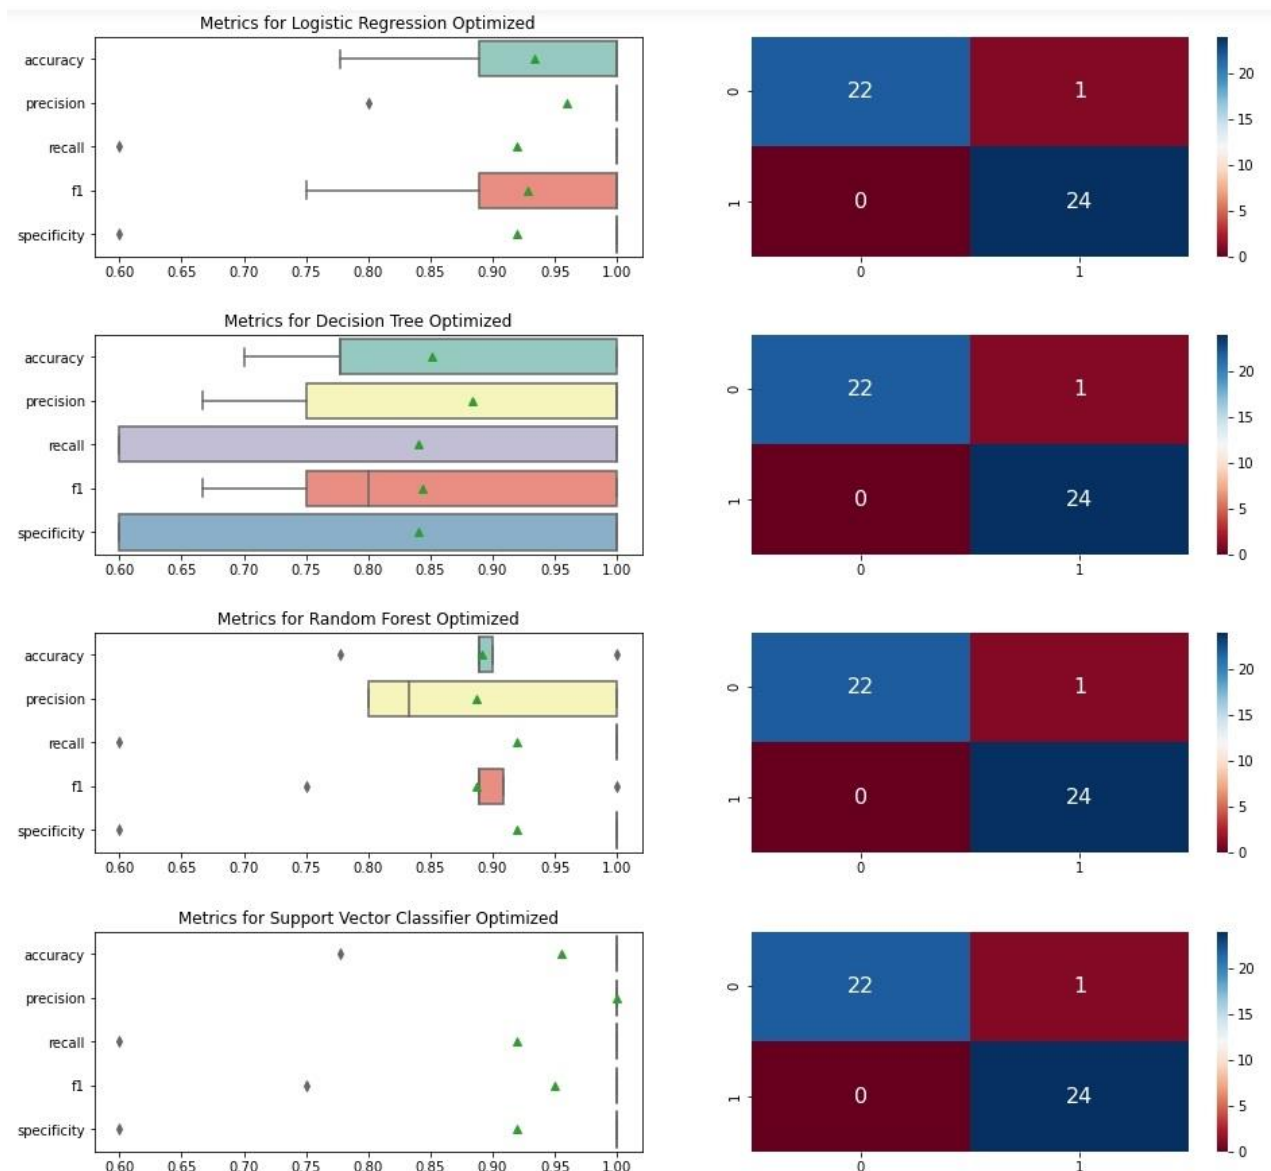 Metrics for Logistic Regression Optimized
accuracy
precision
recall
f1
specificity
0.60 0.65 0.70 0.75 0.80 0.85 0.90 0.95 1.00
0
1
22 1
0 24
0 1
20
15
10
5
0
Metrics for Decision Tree Optimized
accuracy
precision
recall
f1
specificity
0.60 0.65 0.70 0.75 0.80 0.85 0.90 0.95 1.00
0
1
22 1
0 24
0 1
20
15
10
5
0
Metrics for Random Forest Optimized
accuracy
precision
recall
f1
specificity
0.60 0.65 0.70 0.75 0.80 0.85 0.90 0.95 1.00
0
1
22 1
0 24
0 1
20
15
10
5
0
Metrics for Support Vector Classifier Optimized
accuracy
precision
recall
f1
specificity
0.60 0.65 0.70 0.75 0.80 0.85 0.90 0.95 1.00
0
1
22 1
0 24
0 1
20
15
10
5
0